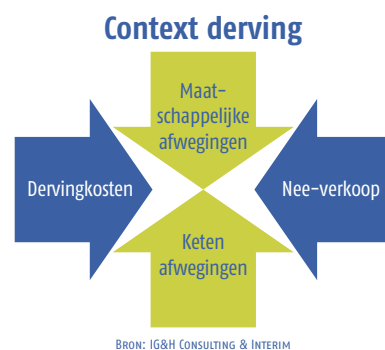 Context derving
Maat-
schappelijke
afwegingen
Dervingkosten
Nee-verkoop
Keten
afwegingen
Bron: IG&H Consulting & Interim